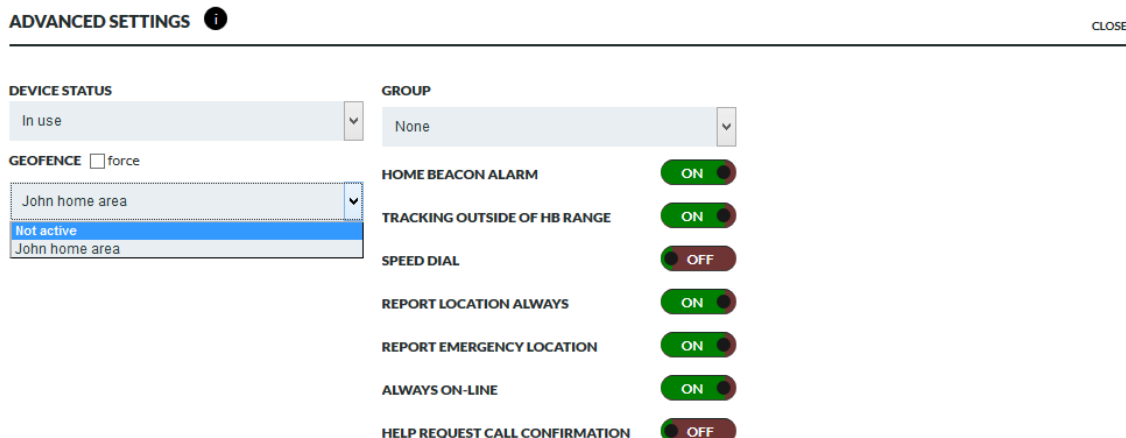 ADVANCED SETTINGS i
CLOSE
DEVICE STATUS
In use
GEOFENCE force
John home area
Not active
John home area
GROUP
None
HOME BEACON ALARM ON
TRACKING OUTSIDE OF HB RANGE ON
SPEED DIAL OFF
REPORT LOCATION ALWAYS ON
REPORT EMERGENCY LOCATION ON
ALWAYS ON-LINE ON
HELP REQUEST CALL CONFIRMATION OFF